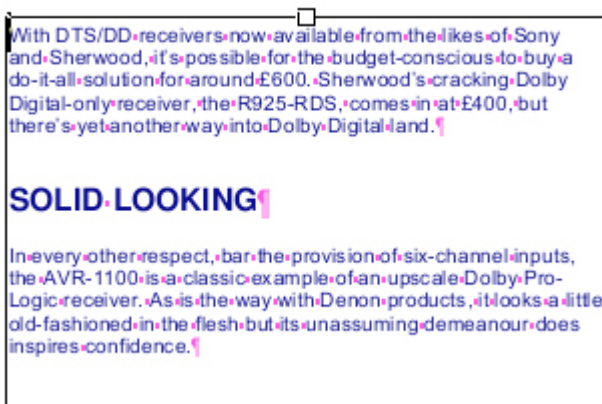 With DTS/DD receivers now available from the likes of Sony
and Sherwood, it's possible for the budget-conscious to buy a
do-it-all solution for around £600. Sherwood's cracking Dolby
Digital-only receiver, the R925-RDS, comes in at £400, but
there's yet another way into Dolby Digital land.
SOLID LOOKING
In every other respect, bar the provision of six-channel inputs,
the AVR-1100 is a classic example of an upscale Dolby Pro-
Logic receiver. As is the way with Denon products, it looks a little
old-fashioned in the flesh but its unassuming demeanour does
inspires confidence.